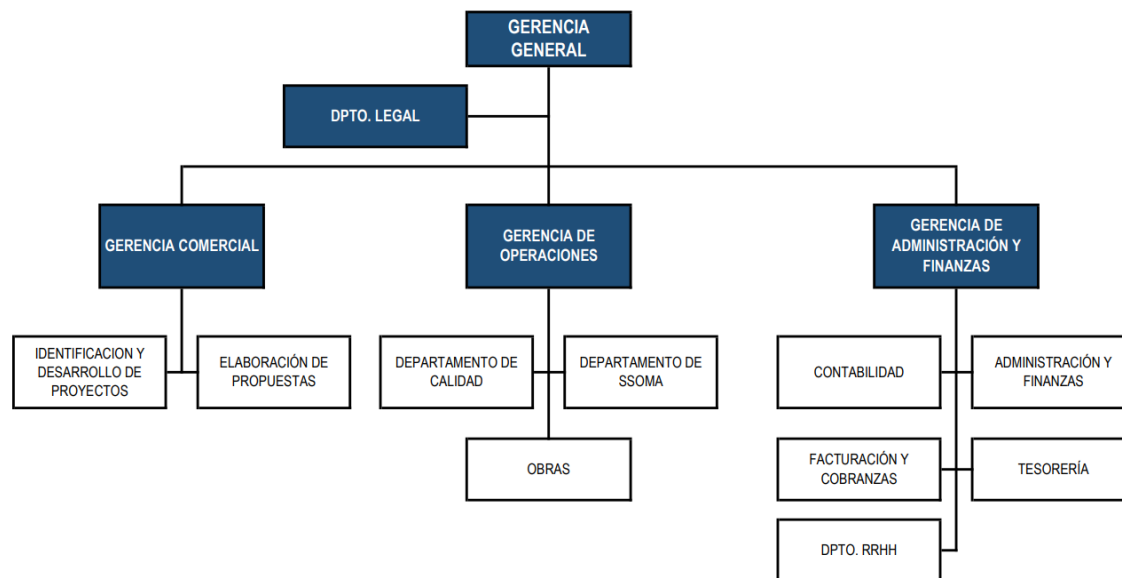 GERENCIA
GENERAL
DPTO. LEGAL
GERENCIA COMERCIAL
GERENCIA DE
OPERACIONES
GERENCIA DE
ADMINISTRACIÓN Y
FINANZAS
IDENTIFICACION Y
DESARROLLO DE
PROYECTOS
ELABORACIÓN DE
PROPUESTAS
DEPARTAMENTO DE
CALIDAD
DEPARTAMENTO DE
SSOMA
CONTABILIDAD
ADMINISTRACIÓN Y
FINANZAS
OBRAS
FACTURACIÓN Y
COBRANZAS
TESORERÍA
DPTO. RRHH